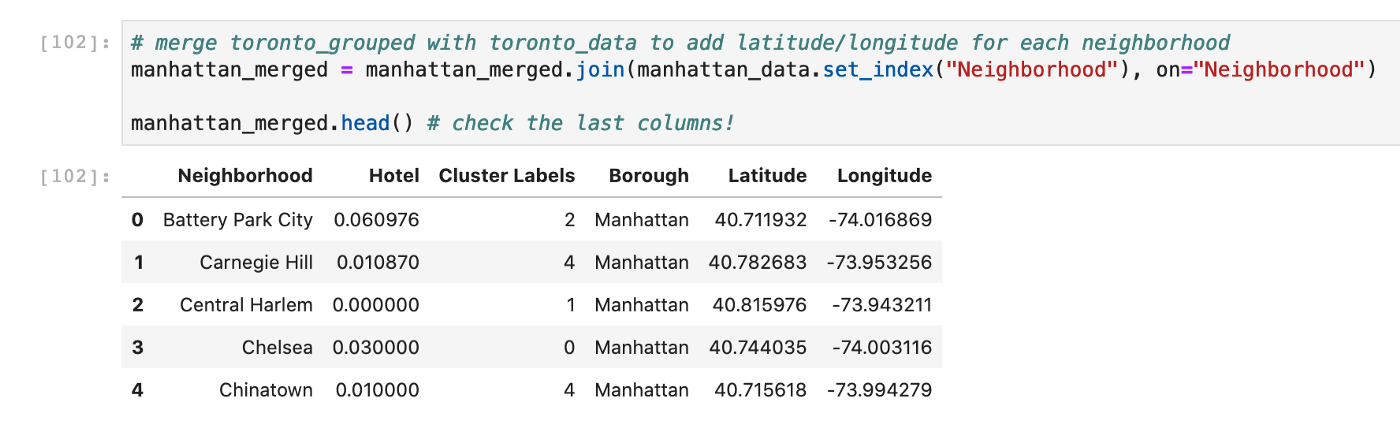 [102]: # merge toronto_grouped with toronto_data to add latitude/longitude for each neighborhood
manhattan_merged = manhattan_merged.join(manhattan_data.set_index("Neighborhood"), on="Neighborhood")
manhattan_merged.head() # check the last columns!
[102]: Neighborhood Hotel Cluster Labels Borough Latitude Longitude
0 Battery Park City 0.060976 2 Manhattan 40.711932 -74.016869
1 Carnegie Hill 0.010870 4 Manhattan 40.782683 -73.953256
2 Central Harlem 0.000000 1 Manhattan 40.815976 -73.943211
3 Chelsea 0.030000 0 Manhattan 40.744035 -74.003116
4 Chinatown 0.010000 4 Manhattan 40.715618 -73.994279